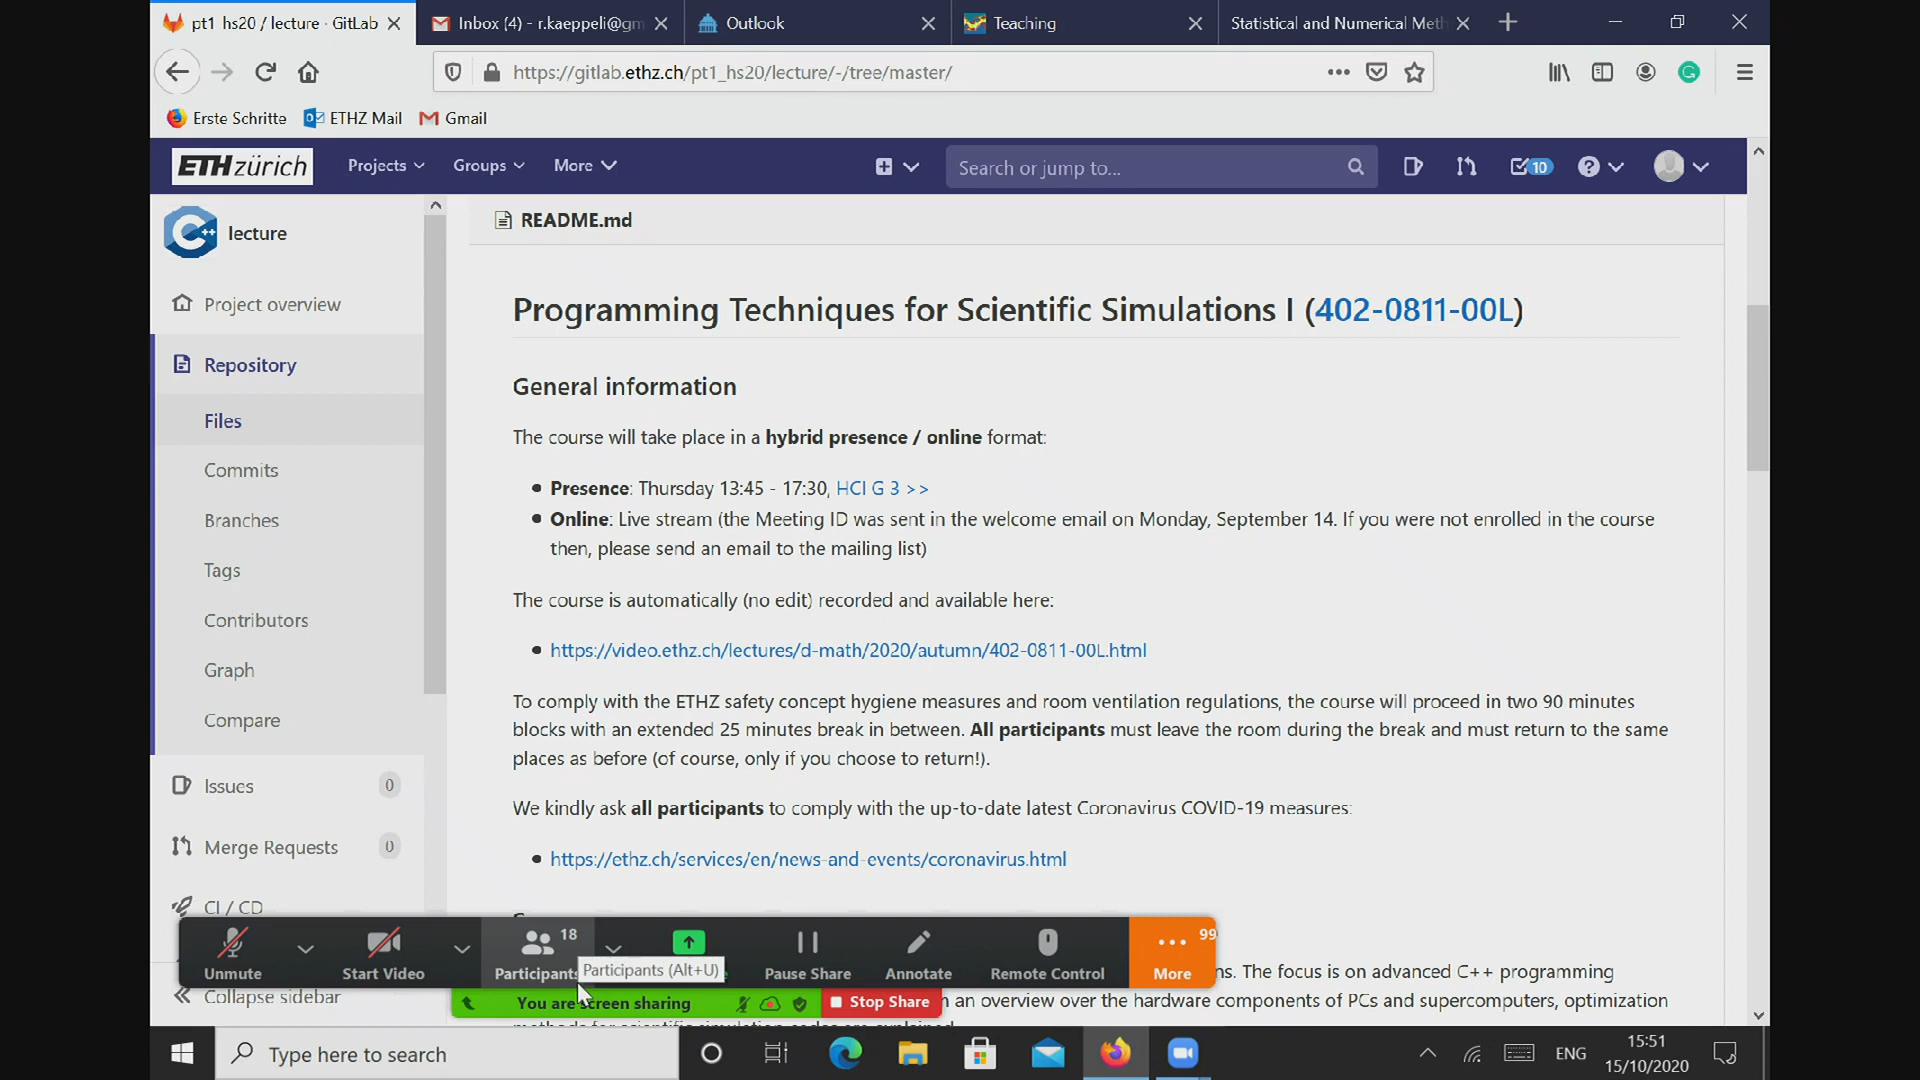 pt1_hs20 / lecture · GitLab
Inbox (4) - r.kaeppeli@gm
Outlook
Teaching
Statistical and Numerical Meth
https://gitlab.ethz.ch/pt1_hs20/lecture/-/tree/master/
Erste Schritte
ETHZ Mail
Gmail
ETH zürich
Projects
Groups
More
Search or jump to...
10
lecture
Project overview
Repository
Files
Commits
Branches
Tags
Contributors
Graph
Compare
Issues 0
Merge Requests 0
CI / CD
Collapse sidebar
README.md
Programming Techniques for Scientific Simulations I (402-0811-00L)
General information
The course will take place in a hybrid presence / online format:
Presence: Thursday 13:45 - 17:30, HCI G 3 >>
Online: Live stream (the Meeting ID was sent in the welcome email on Monday, September 14. If you were not enrolled in the course
then, please send an email to the mailing list)
The course is automatically (no edit) recorded and available here:
https://video.ethz.ch/lectures/d-math/2020/autumn/402-0811-00L.html
To comply with the ETHZ safety concept hygiene measures and room ventilation regulations, the course will proceed in two 90 minutes
blocks with an extended 25 minutes break in between. All participants must leave the room during the break and must return to the same
places as before (of course, only if you choose to return!).
We kindly ask all participants to comply with the up-to-date latest Coronavirus COVID-19 measures:
https://ethz.ch/services/en/news-and-events/coronavirus.html
The focus is on advanced C++ programming
an overview over the hardware components of PCs and supercomputers, optimization
methods for scientific simulation codes are explained.
Unmute
Start Video
18
Participants
Participants (Alt+U)
Pause Share
Annotate
Remote Control
99
More
You are screen sharing
Stop Share
Type here to search
ENG
15:51
15/10/2020